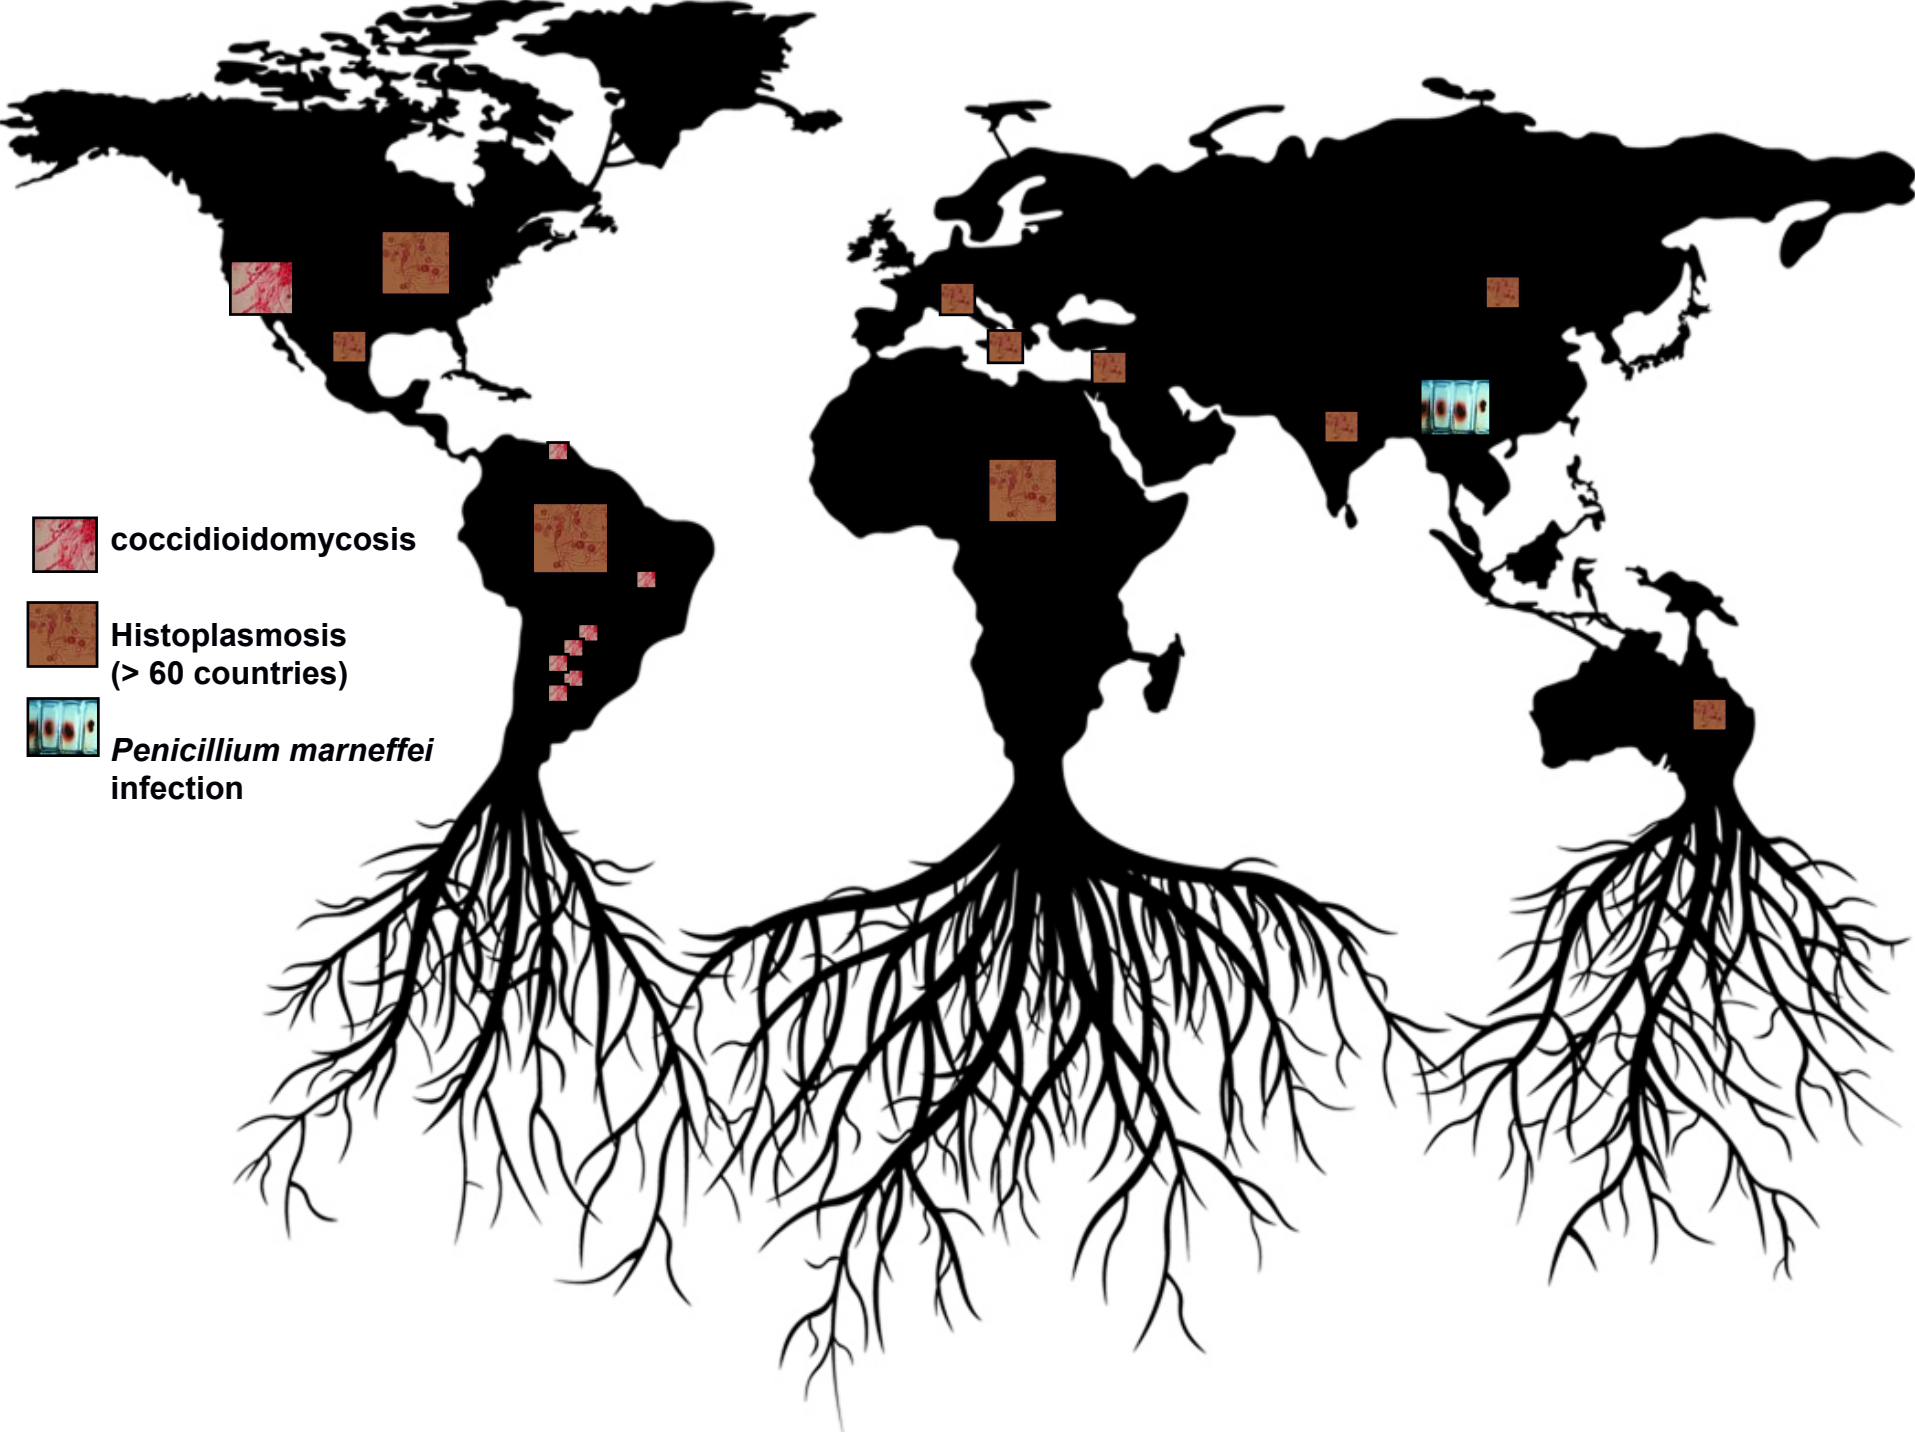 coccidioidomycosis
Histoplasmosis
(> 60 countries)
Penicillium marneffei
infection